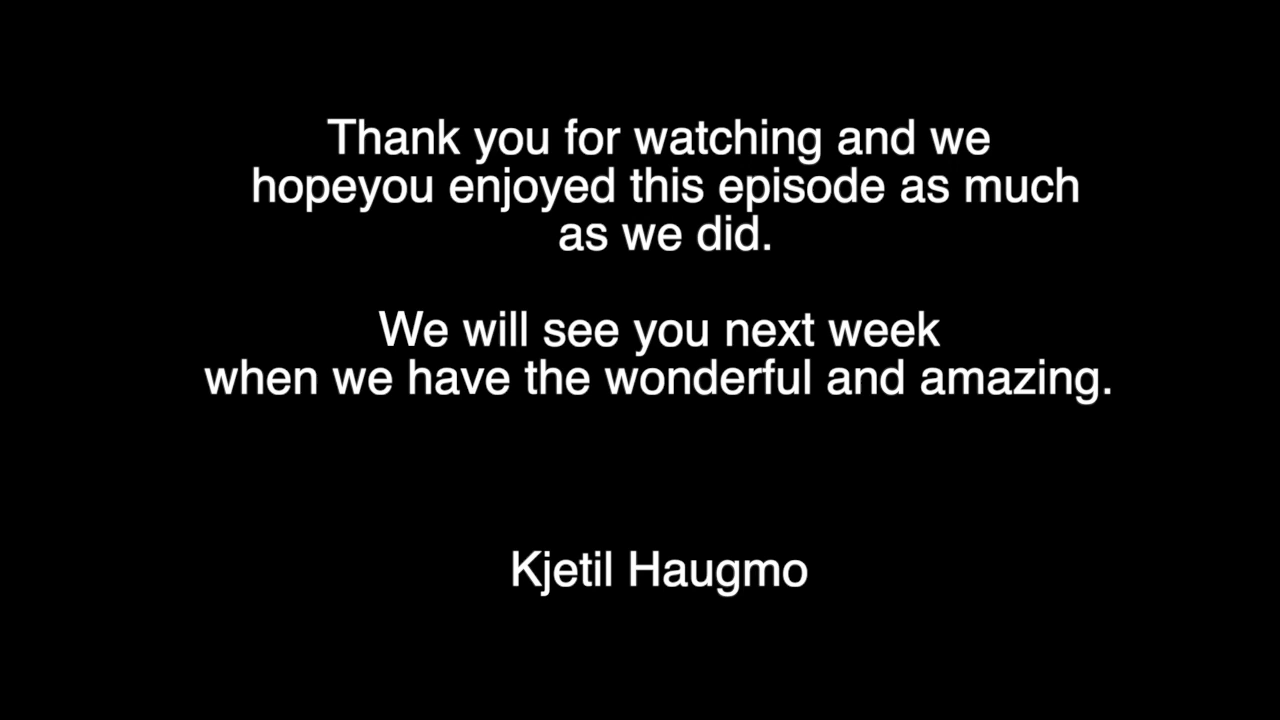 Thank you for watching and we
hopeyou enjoyed this episode as much
as we did.
We will see you next week
when we have the wonderful and amazing.
Kjetil Haugmo